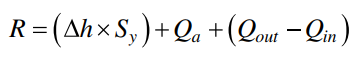 R = (Δh × S_y) + Q_a + (Q_out − Q_in)